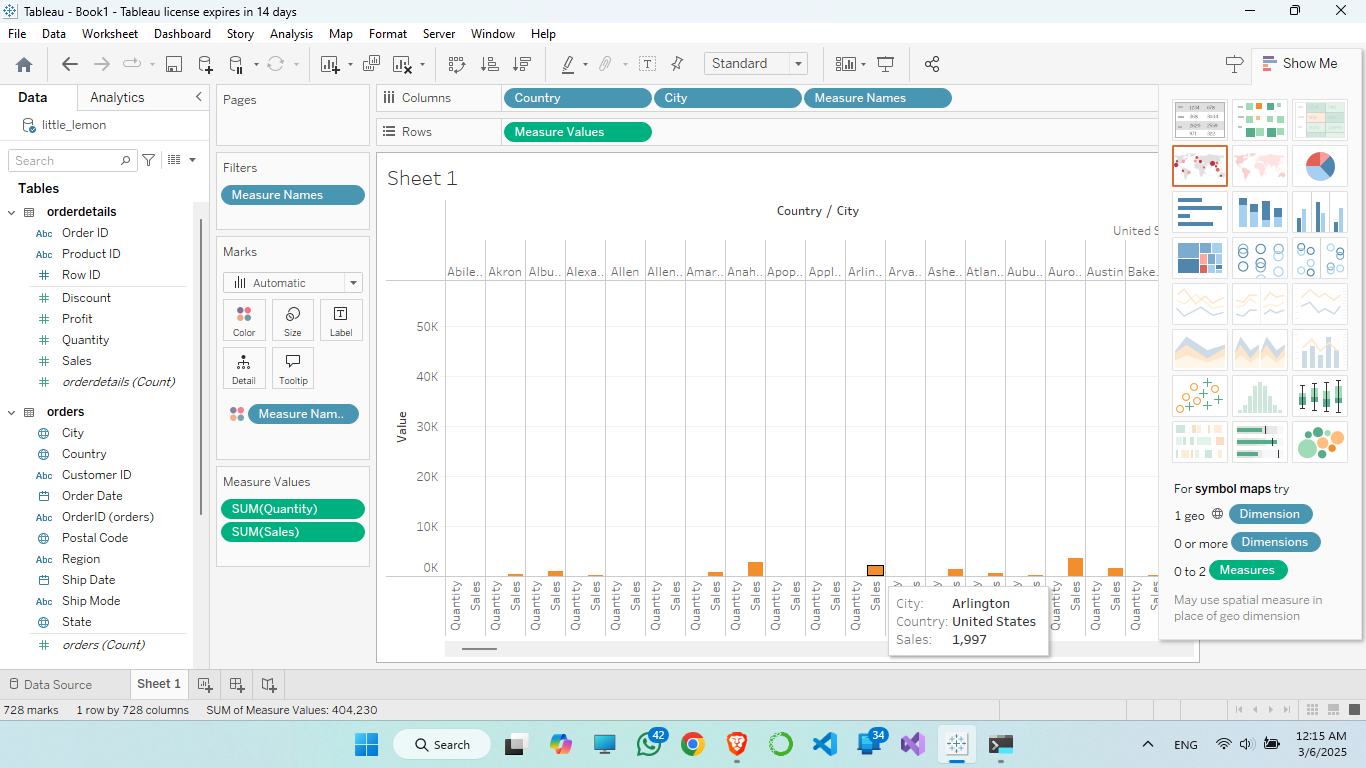 Tableau - Book1 - Tableau license expires in 14 days
File Data Worksheet Dashboard Story Analysis Map Format Server Window Help
Standard
Show Me
Data Analytics
little_lemon
Search
Tables
orderdetails
Abc Order ID
Abc Product ID
Row ID
Discount
Profit
Quantity
Sales
orderdetails (Count)
orders
City
Country
Abc Customer ID
Order Date
Abc OrderID (orders)
Postal Code
Abc Region
Ship Date
Abc Ship Mode
State
orders (Count)
Pages
Filters
Measure Names
Marks
Automatic
Color Size Label
Detail Tooltip
Measure Nam..
Measure Values
SUM(Quantity)
SUM(Sales)
Columns Country City Measure Names
Rows Measure Values
Sheet 1
Country / City
United S
Abile.. Akron Albu.. Alexa.. Allen Allen.. Amar.. Anah.. Apop.. Appl.. Arlin.. Arva.. Ashe.. Atlan.. Aubu.. Auro.. Austin Bake..
Value
50K
40K
30K
20K
10K
0K
Quantity Sales Quantity Sales Quantity Sales Quantity Sales Quantity Sales Quantity Sales Quantity Sales Quantity Sales Quantity Sales Quantity Sales Quantity Sales Quantity Sales
City: Arlington
Country: United States
Sales: 1,997
For symbol maps try
1 geo Dimension
0 or more Dimensions
0 to 2 Measures
May use spatial measure in
place of geo dimension
Data Source Sheet 1
728 marks 1 row by 728 columns SUM of Measure Values: 404,230
Search
42
34
ENG
12:15 AM
3/6/2025